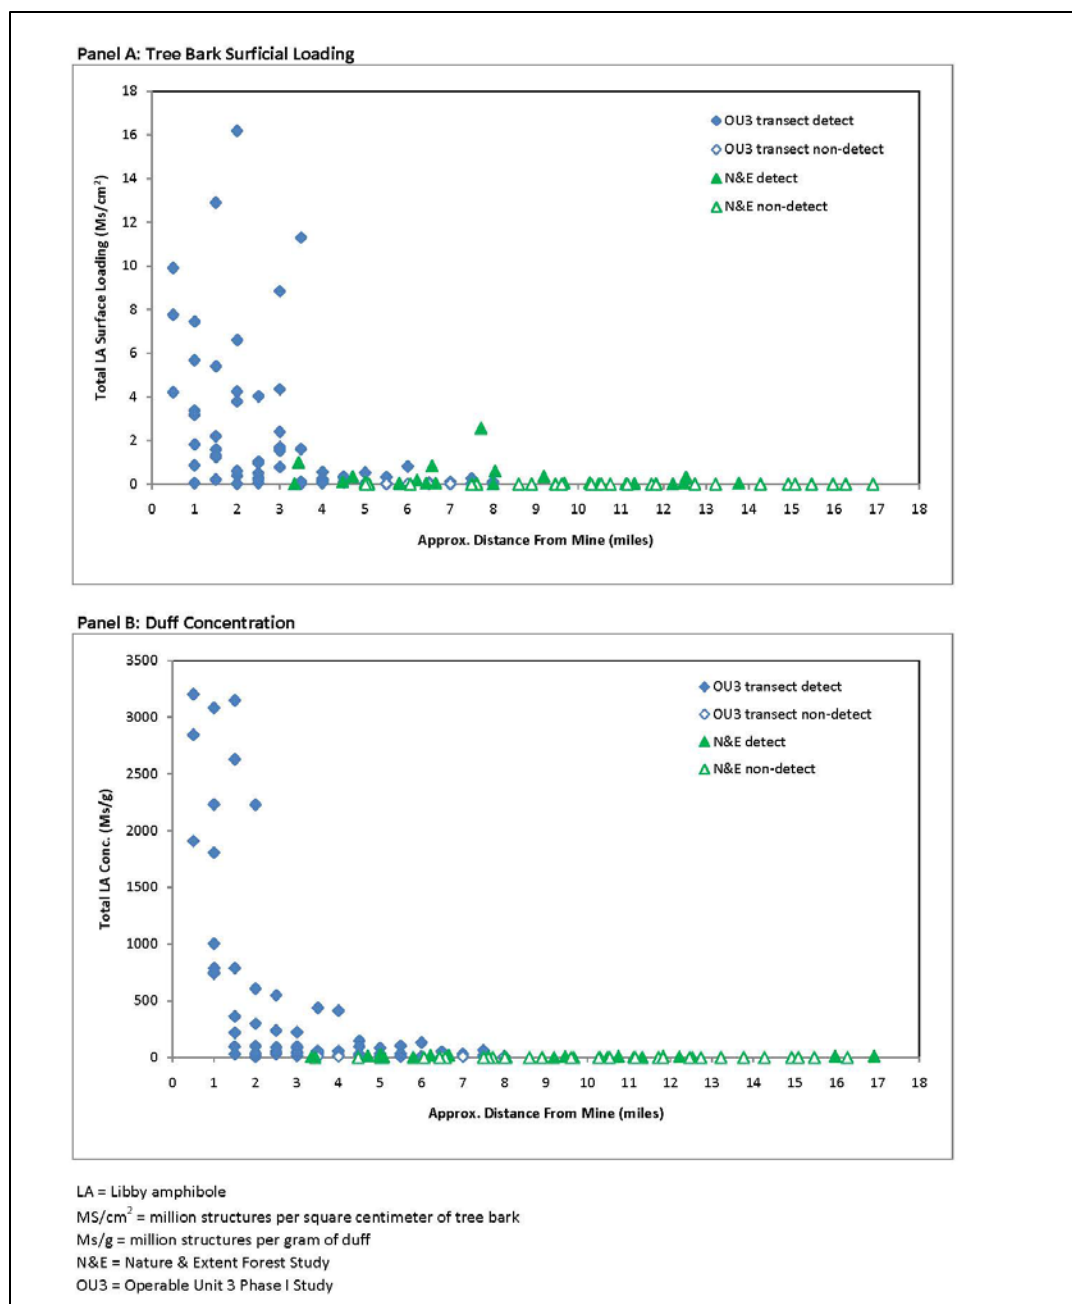 Panel A: Tree Bark Surficial Loading
Total LA Surface Loading (Ms/cm²)
18
16
14
12
10
8
6
4
2
0
OU3 transect detect
OU3 transect non-detect
N&E detect
N&E non-detect
0 1 2 3 4 5 6 7 8 9 10 11 12 13 14 15 16 17 18
Approx. Distance From Mine (miles)
Panel B: Duff Concentration
Total LA Conc. (Ms/g)
3500
3000
2500
2000
1500
1000
500
0
OU3 transect detect
OU3 transect non-detect
N&E detect
N&E non-detect
0 1 2 3 4 5 6 7 8 9 10 11 12 13 14 15 16 17 18
Approx. Distance From Mine (miles)
LA = Libby amphibole
MS/cm² = million structures per square centimeter of tree bark
Ms/g = million structures per gram of duff
N&E = Nature & Extent Forest Study
OU3 = Operable Unit 3 Phase I Study